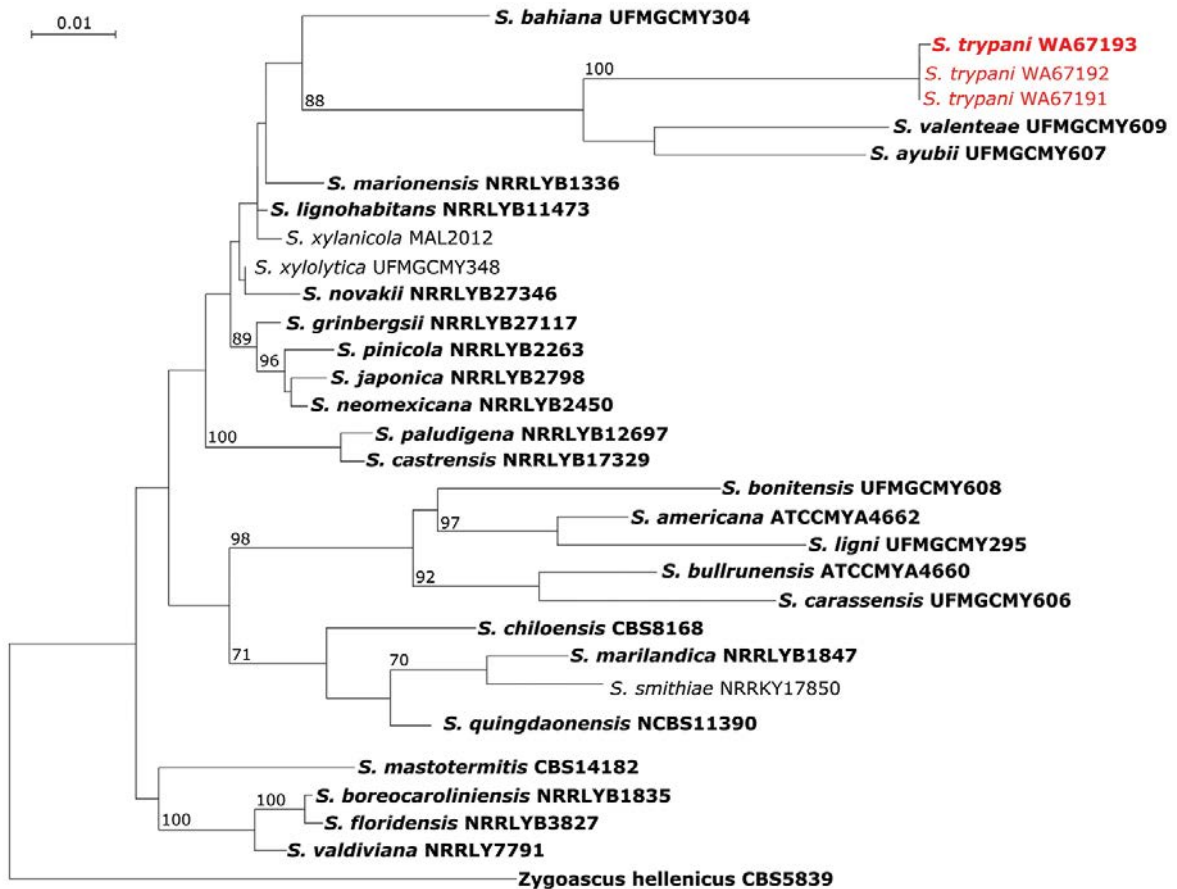 0.01
S. bahiana UFMGCMY304
S. trypani WA67193
100
S. trypani WA67192
S. trypani WA67191
88
S. valenteae UFMGCMY609
S. ayubii UFMGCMY607
S. marionensis NRRLYB1336
S. lignohabitans NRRLYB11473
S. xylanicola MAL2012
S. xylolytica UFMGCMY348
S. novakii NRRLYB27346
S. grinbergsii NRRLYB27117
89
S. pinicola NRRLYB2263
96
S. japonica NRRLYB2798
S. neomexicana NRRLYB2450
S. paludigena NRRLYB12697
100
S. castrensis NRRLYB17329
S. bonitensis UFMGCMY608
S. americana ATCCMYA4662
97
98
S. ligni UFMGCMY295
S. bullrunensis ATCCMYA4660
92
S. carassensis UFMGCMY606
S. chiloensis CBS8168
71
70
S. marilandica NRRLYB1847
S. smithiae NRRKY17850
S. quingdaonensis NCBS11390
S. mastotermitis CBS14182
100
S. boreocaroliniensis NRRLYB1835
100
S. floridensis NRRLYB3827
S. valdiviana NRRLY7791
Zygoascus hellenicus CBS5839